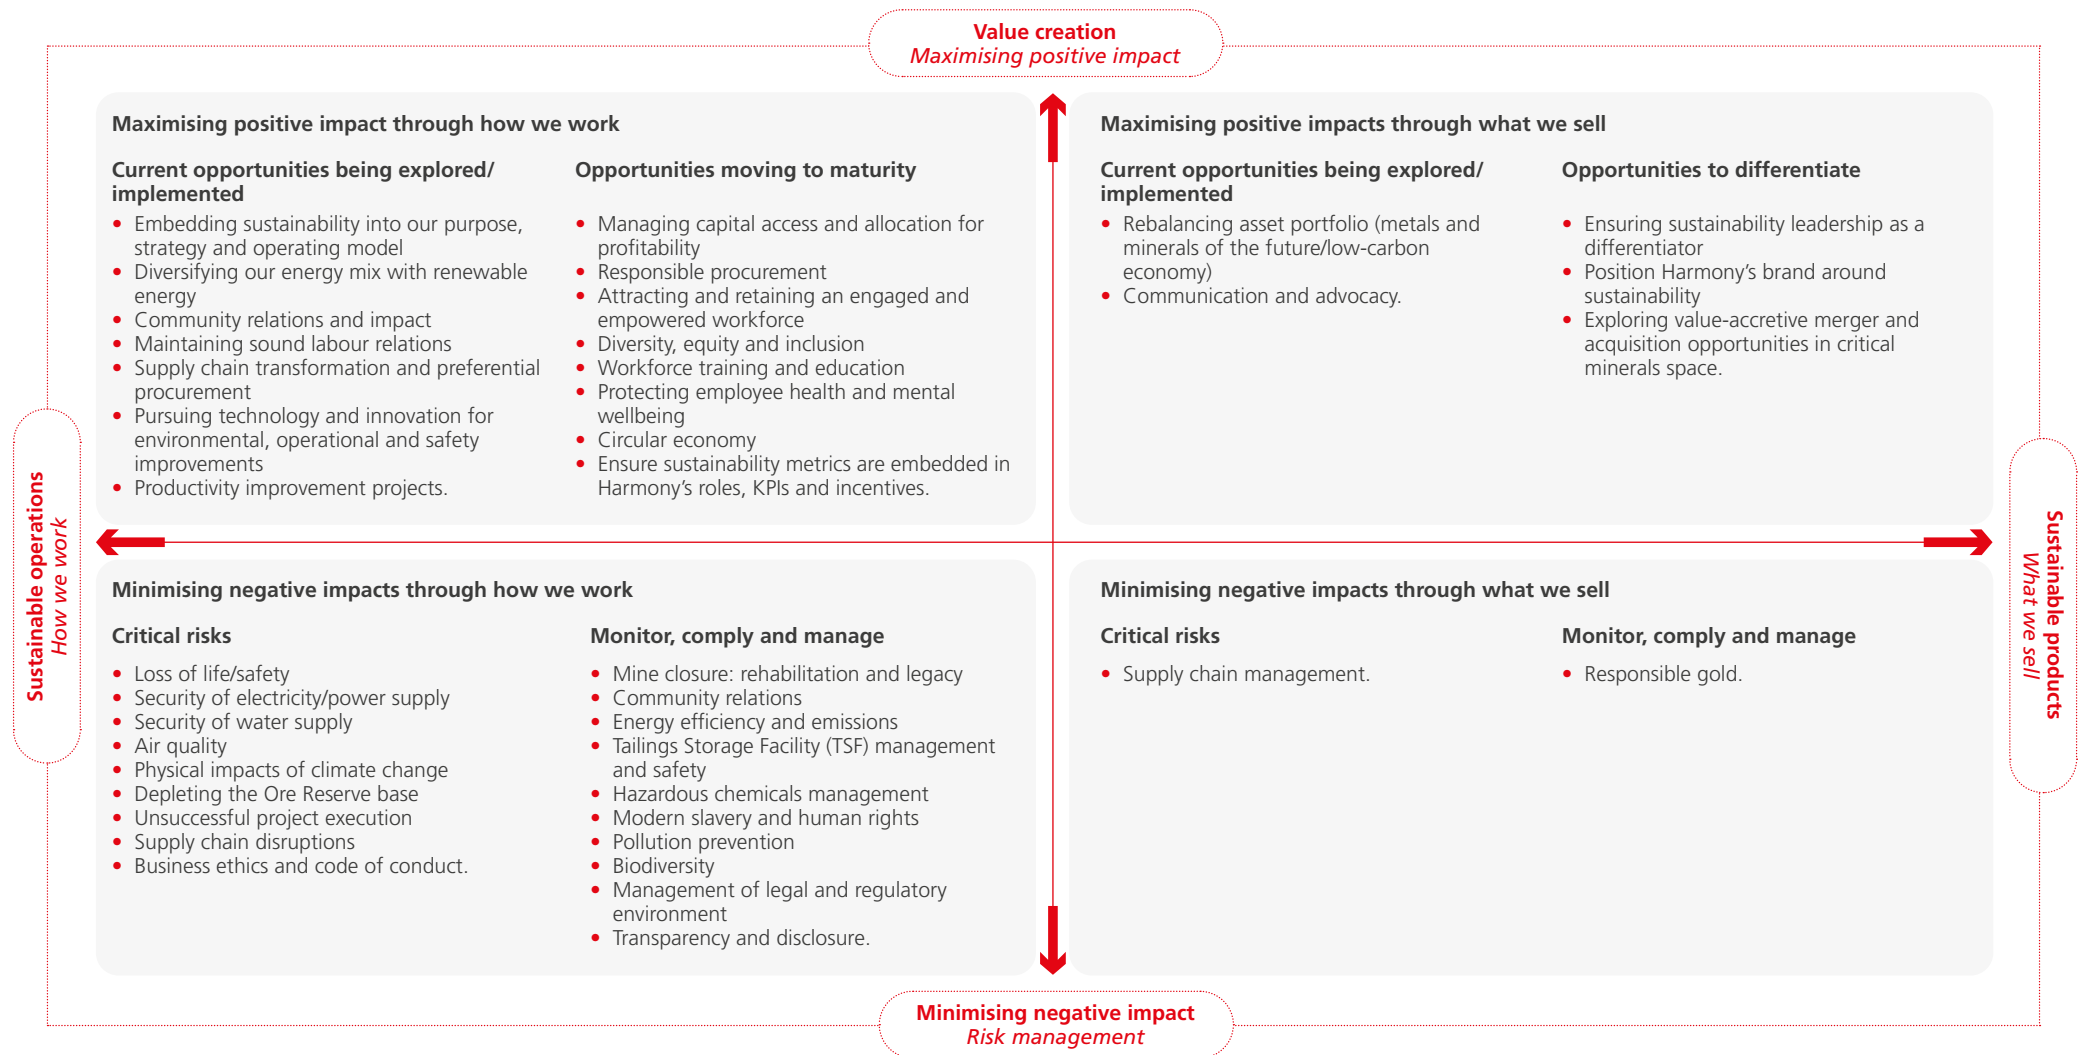 Value creation
Maximising positive impact
Maximising positive impact through how we work
Current opportunities being explored/
implemented
• Embedding sustainability into our purpose,
strategy and operating model
• Diversifying our energy mix with renewable
energy
• Community relations and impact
• Maintaining sound labour relations
• Supply chain transformation and preferential
procurement
• Pursuing technology and innovation for
environmental, operational and safety
improvements
• Productivity improvement projects.
Opportunities moving to maturity
• Managing capital access and allocation for
profitability
• Responsible procurement
• Attracting and retaining an engaged and
empowered workforce
• Diversity, equity and inclusion
• Workforce training and education
• Protecting employee health and mental
wellbeing
• Circular economy
• Ensure sustainability metrics are embedded in
Harmony’s roles, KPIs and incentives.
Maximising positive impacts through what we sell
Current opportunities being explored/
implemented
• Rebalancing asset portfolio (metals and
minerals of the future/low-carbon
economy)
• Communication and advocacy.
Opportunities to differentiate
• Ensuring sustainability leadership as a
differentiator
• Position Harmony’s brand around
sustainability
• Exploring value-accretive merger and
acquisition opportunities in critical
minerals space.
Sustainable operations
How we work
Sustainable products
What we sell
Minimising negative impacts through how we work
Critical risks
• Loss of life/safety
• Security of electricity/power supply
• Security of water supply
• Air quality
• Physical impacts of climate change
• Depleting the Ore Reserve base
• Unsuccessful project execution
• Supply chain disruptions
• Business ethics and code of conduct.
Monitor, comply and manage
• Mine closure: rehabilitation and legacy
• Community relations
• Energy efficiency and emissions
• Tailings Storage Facility (TSF) management
and safety
• Hazardous chemicals management
• Modern slavery and human rights
• Pollution prevention
• Biodiversity
• Management of legal and regulatory
environment
• Transparency and disclosure.
Minimising negative impacts through what we sell
Critical risks
• Supply chain management.
Monitor, comply and manage
• Responsible gold.
Minimising negative impact
Risk management